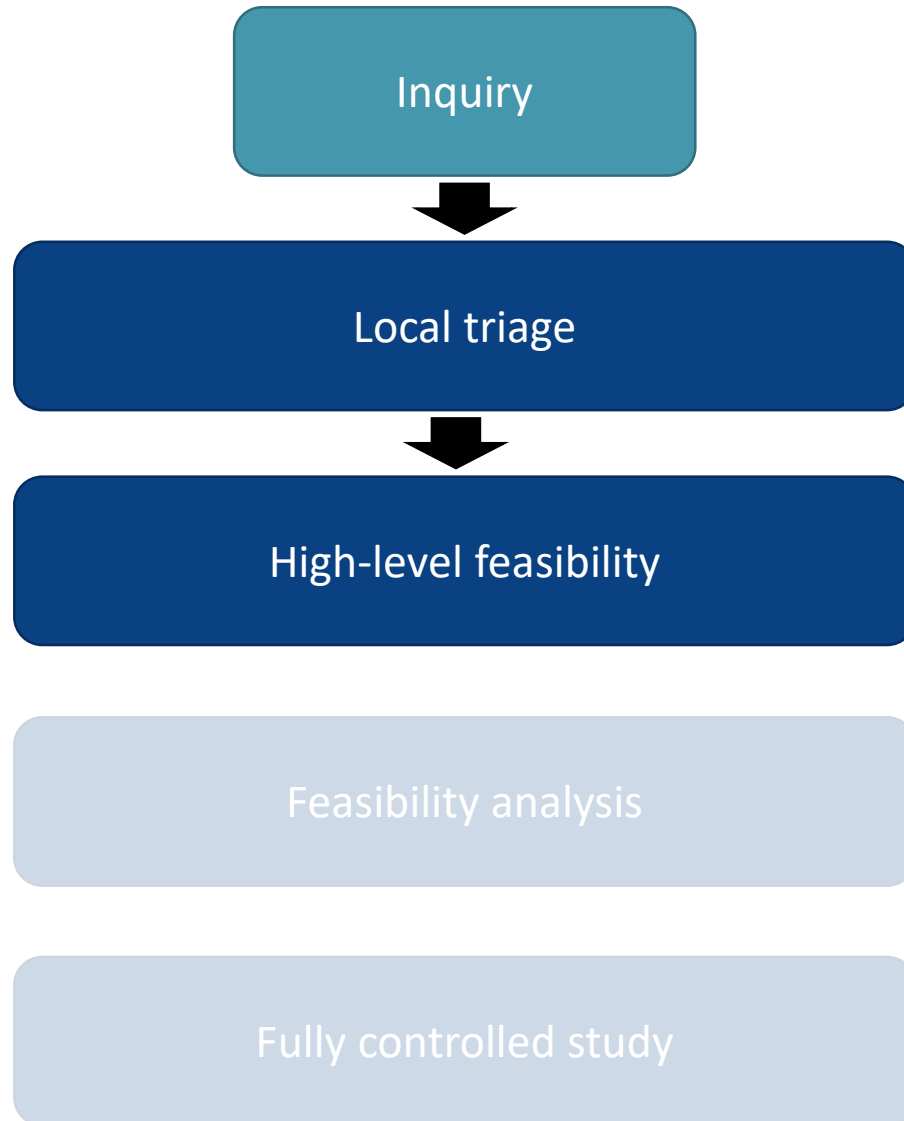 Inquiry
Local triage
High-level feasibility
Feasibility analysis
Fully controlled study